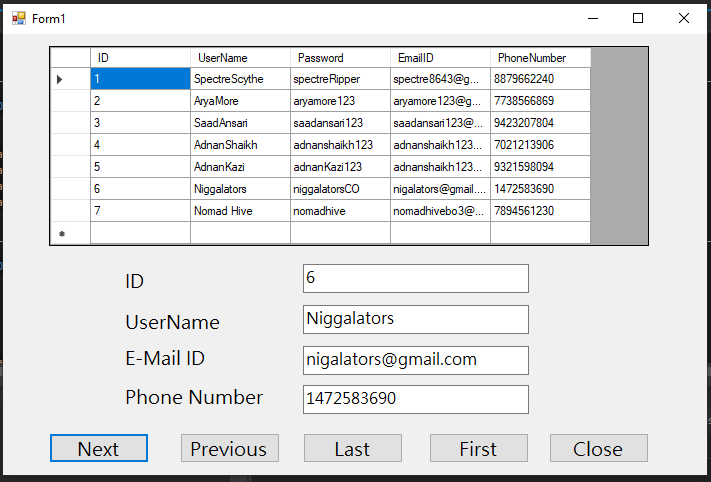 Form1
ID UserName Password EmailID PhoneNumber
1 SpectreScythe spectreRipper spectre8643@g... 8879662240
2 AryaMore aryamore123 aryamore123@g... 7738566869
3 SaadAnsari saadansari123 saadansari123@... 9423207804
4 AdnanShaikh adnanshaikh123 adnanshaikh123... 7021213906
5 AdnanKazi adnanKazi123 adnanshaikh123... 9321598094
6 Niggalators niggalatorsCO nigalators@gmail.... 1472583690
7 Nomad Hive nomadhive nomadhivebo3@... 7894561230
ID 6
UserName Niggalators
E-Mail ID nigalators@gmail.com
Phone Number 1472583690
Next Previous Last First Close